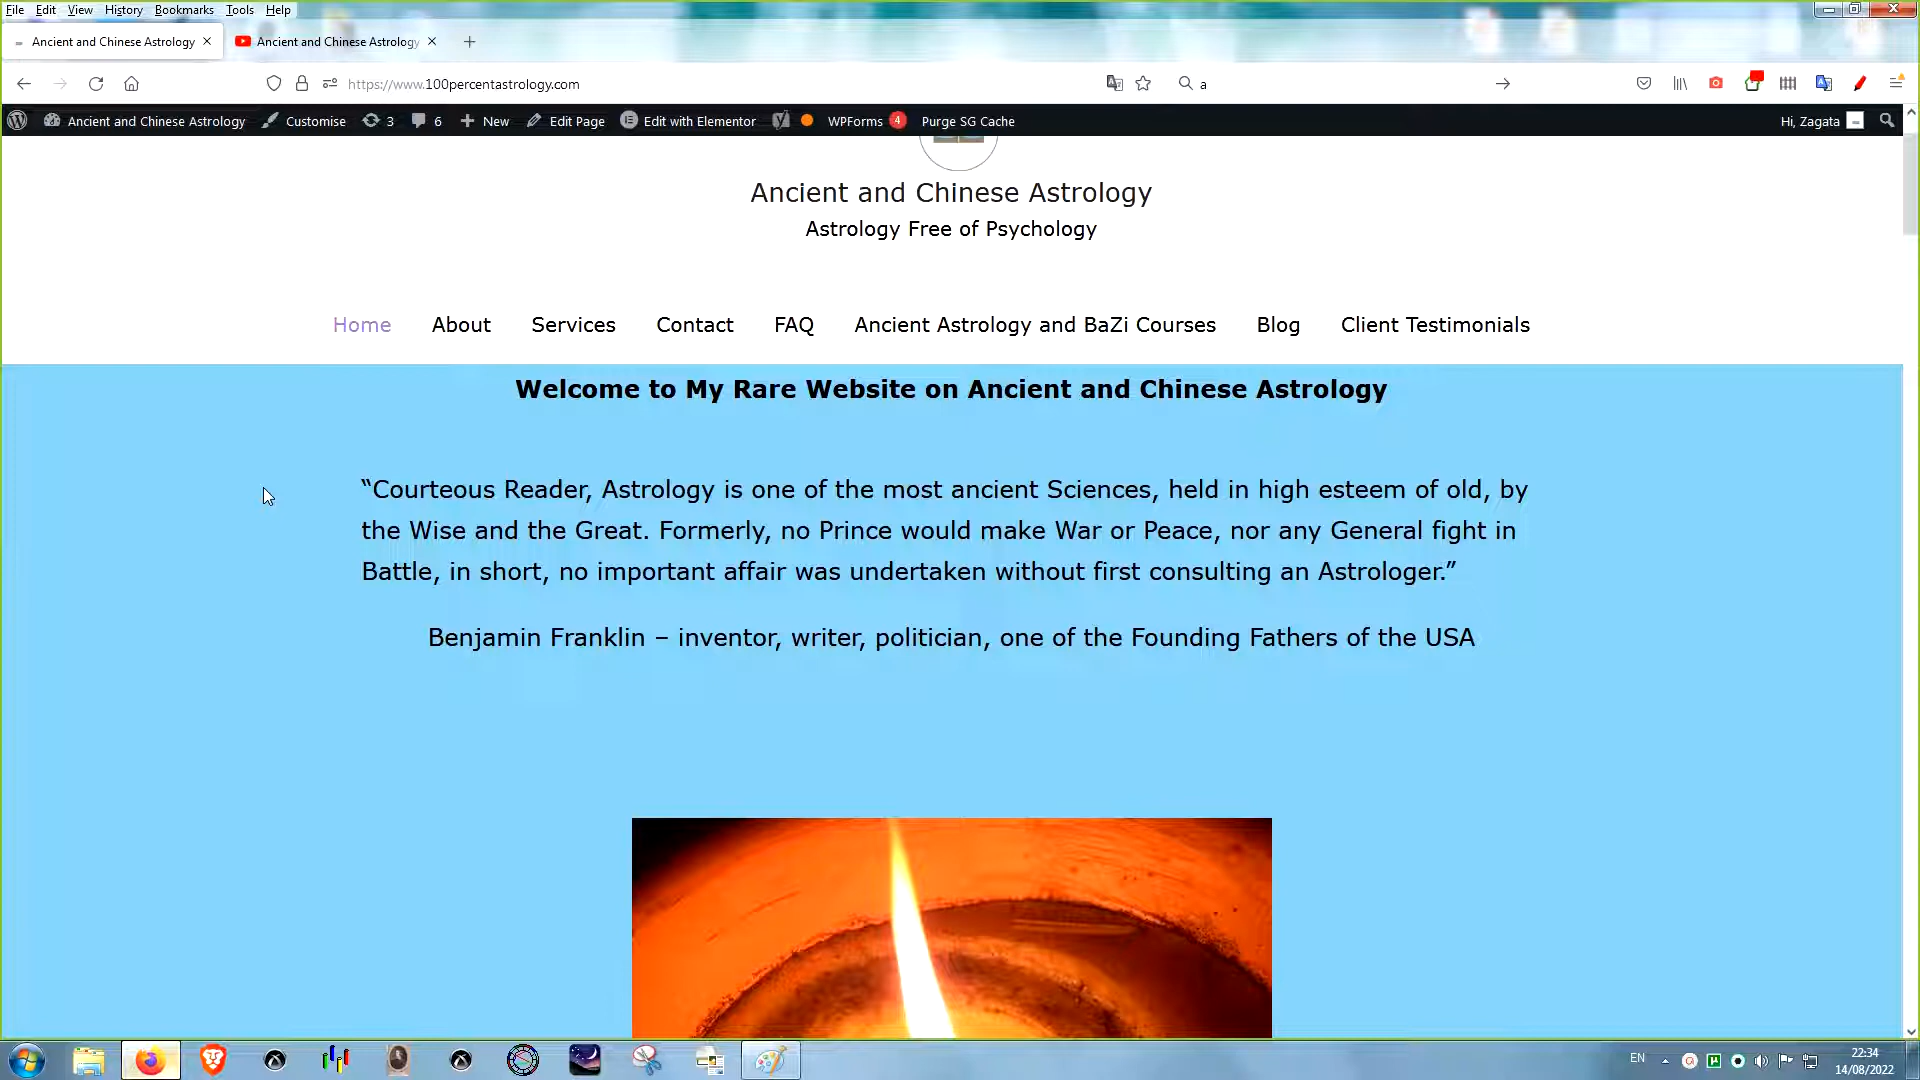 File Edit View History Bookmarks Tools Help
Ancient and Chinese Astrology
Ancient and Chinese Astrology
https://www.100percentastrology.com
a
Ancient and Chinese Astrology Customise 3 6 New Edit Page Edit with Elementor WPForms 4 Purge SG Cache Hi, Zagata
Ancient and Chinese Astrology
Astrology Free of Psychology
Home About Services Contact FAQ Ancient Astrology and BaZi Courses Blog Client Testimonials
Welcome to My Rare Website on Ancient and Chinese Astrology
“Courteous Reader, Astrology is one of the most ancient Sciences, held in high esteem of old, by
the Wise and the Great. Formerly, no Prince would make War or Peace, nor any General fight in
Battle, in short, no important affair was undertaken without first consulting an Astrologer.”
Benjamin Franklin – inventor, writer, politician, one of the Founding Fathers of the USA
EN
22:34
14/08/2022